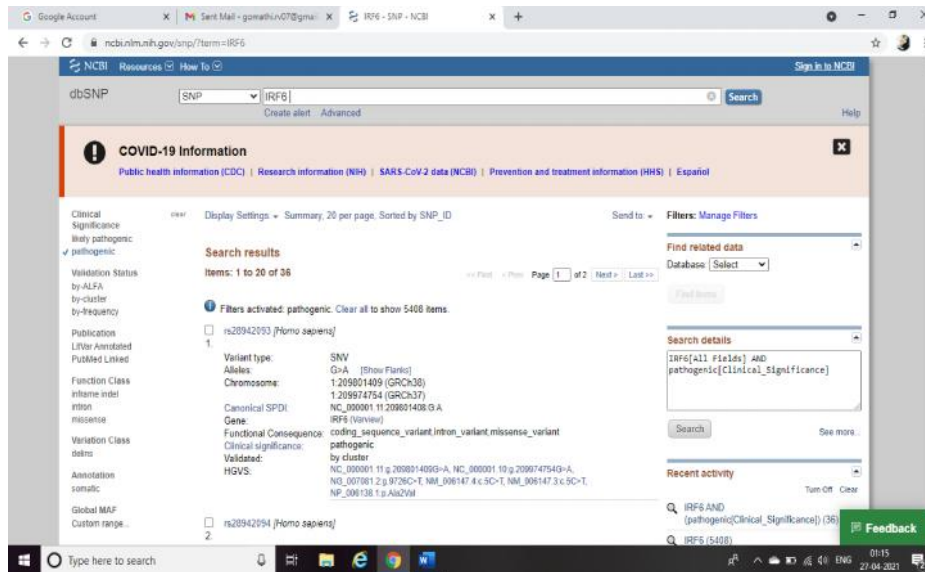 Google Account
Sent Mail - gomathi.rv07@gmai
IRF6 - SNP - NCBI
ncbi.nlm.nih.gov/snp/?term=IRF6
NCBI Resources How To
Sign in to NCBI
dbSNP
SNP
IRF6
Search
Create alert Advanced
Help
COVID-19 Information
Public health information (CDC) | Research information (NIH) | SARS-CoV-2 data (NCBI) | Prevention and treatment information (HHS) | Español
Clinical Significance
clear
likely pathogenic
pathogenic
Validation Status
by-ALFA
by-cluster
by-frequency
Publication
LitVar Annotated
PubMed Linked
Function Class
inframe indel
intron
missense
Variation Class
delins
Annotation
somatic
Global MAF
Custom range...
Display Settings: Summary, 20 per page, Sorted by SNP_ID
Send to:
Search results
Items: 1 to 20 of 36
<< First < Prev Page 1 of 2 Next > Last >>
Filters activated: pathogenic. Clear all to show 5408 items.
rs28942093 [Homo sapiens]
1.
Variant type: SNV
Alleles: G>A [Show Flanks]
Chromosome: 1:209801409 (GRCh38)
1:209974754 (GRCh37)
Canonical SPDI: NC_000001.11:209801408:G:A
Gene: IRF6 (Varview)
Functional Consequence: coding_sequence_variant,intron_variant,missense_variant
Clinical significance: pathogenic
Validated: by cluster
HGVS: NC_000001.11:g.209801409G>A, NC_000001.10:g.209974754G>A,
NG_007081.2:g.9726C>T, NM_006147.4:c.5C>T, NM_006147.3:c.5C>T,
NP_006138.1:p.Ala2Val
rs28942094 [Homo sapiens]
2.
Filters: Manage Filters
Find related data
Database: Select
Find items
Search details
IRF6[All Fields] AND
pathogenic[Clinical_Significance]
Search
See more...
Recent activity
Turn Off Clear
IRF6 AND
(pathogenic[Clinical_Significance]) (36)
IRF6 (5408)
Feedback
Type here to search
ENG
01:15
27-04-2021